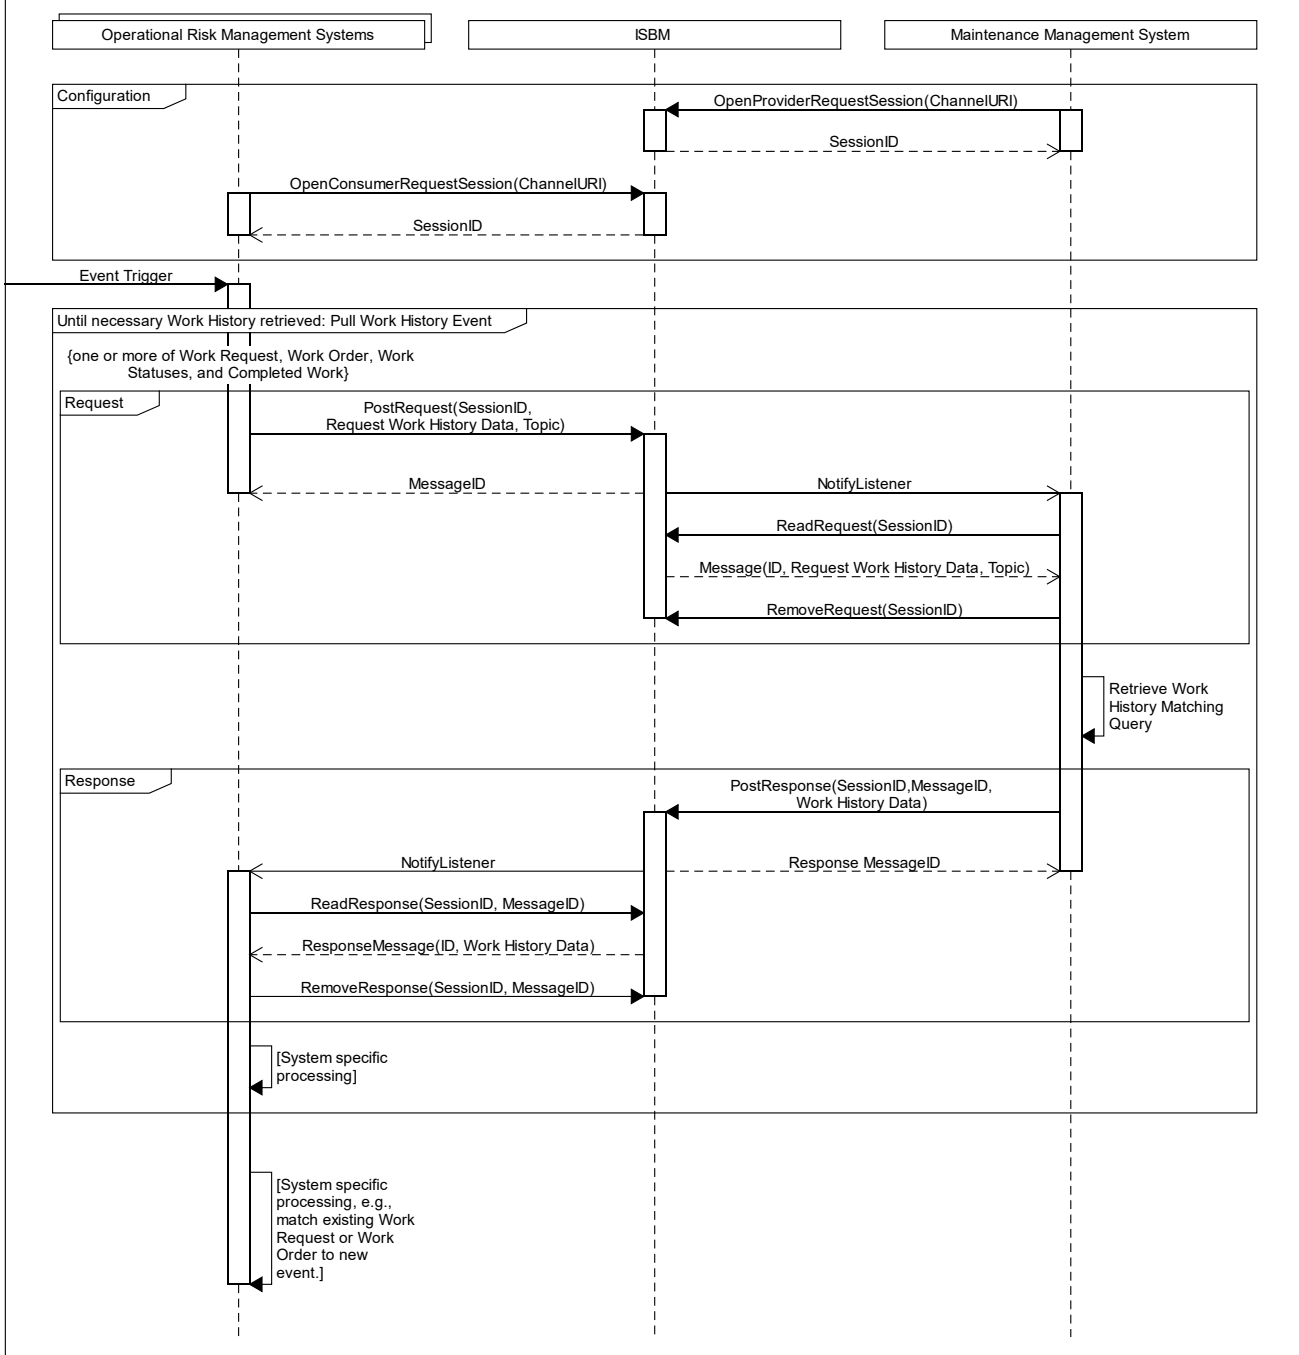 Operational Risk Management Systems
ISBM
Maintenance Management System
Configuration
OpenProviderRequestSession(ChannelURI)
SessionID
OpenConsumerRequestSession(ChannelURI)
SessionID
Event Trigger
Until necessary Work History retrieved: Pull Work History Event
{one or more of Work Request, Work Order, Work
Statuses, and Completed Work}
Request
PostRequest(SessionID,
Request Work History Data, Topic)
MessageID
NotifyListener
ReadRequest(SessionID)
Message(ID, Request Work History Data, Topic)
RemoveRequest(SessionID)
Retrieve Work
History Matching
Query
Response
PostResponse(SessionID,MessageID,
Work History Data)
NotifyListener
Response MessageID
ReadResponse(SessionID, MessageID)
ResponseMessage(ID, Work History Data)
RemoveResponse(SessionID, MessageID)
[System specific
processing]
[System specific
processing, e.g.,
match existing Work
Request or Work
Order to new
event.]